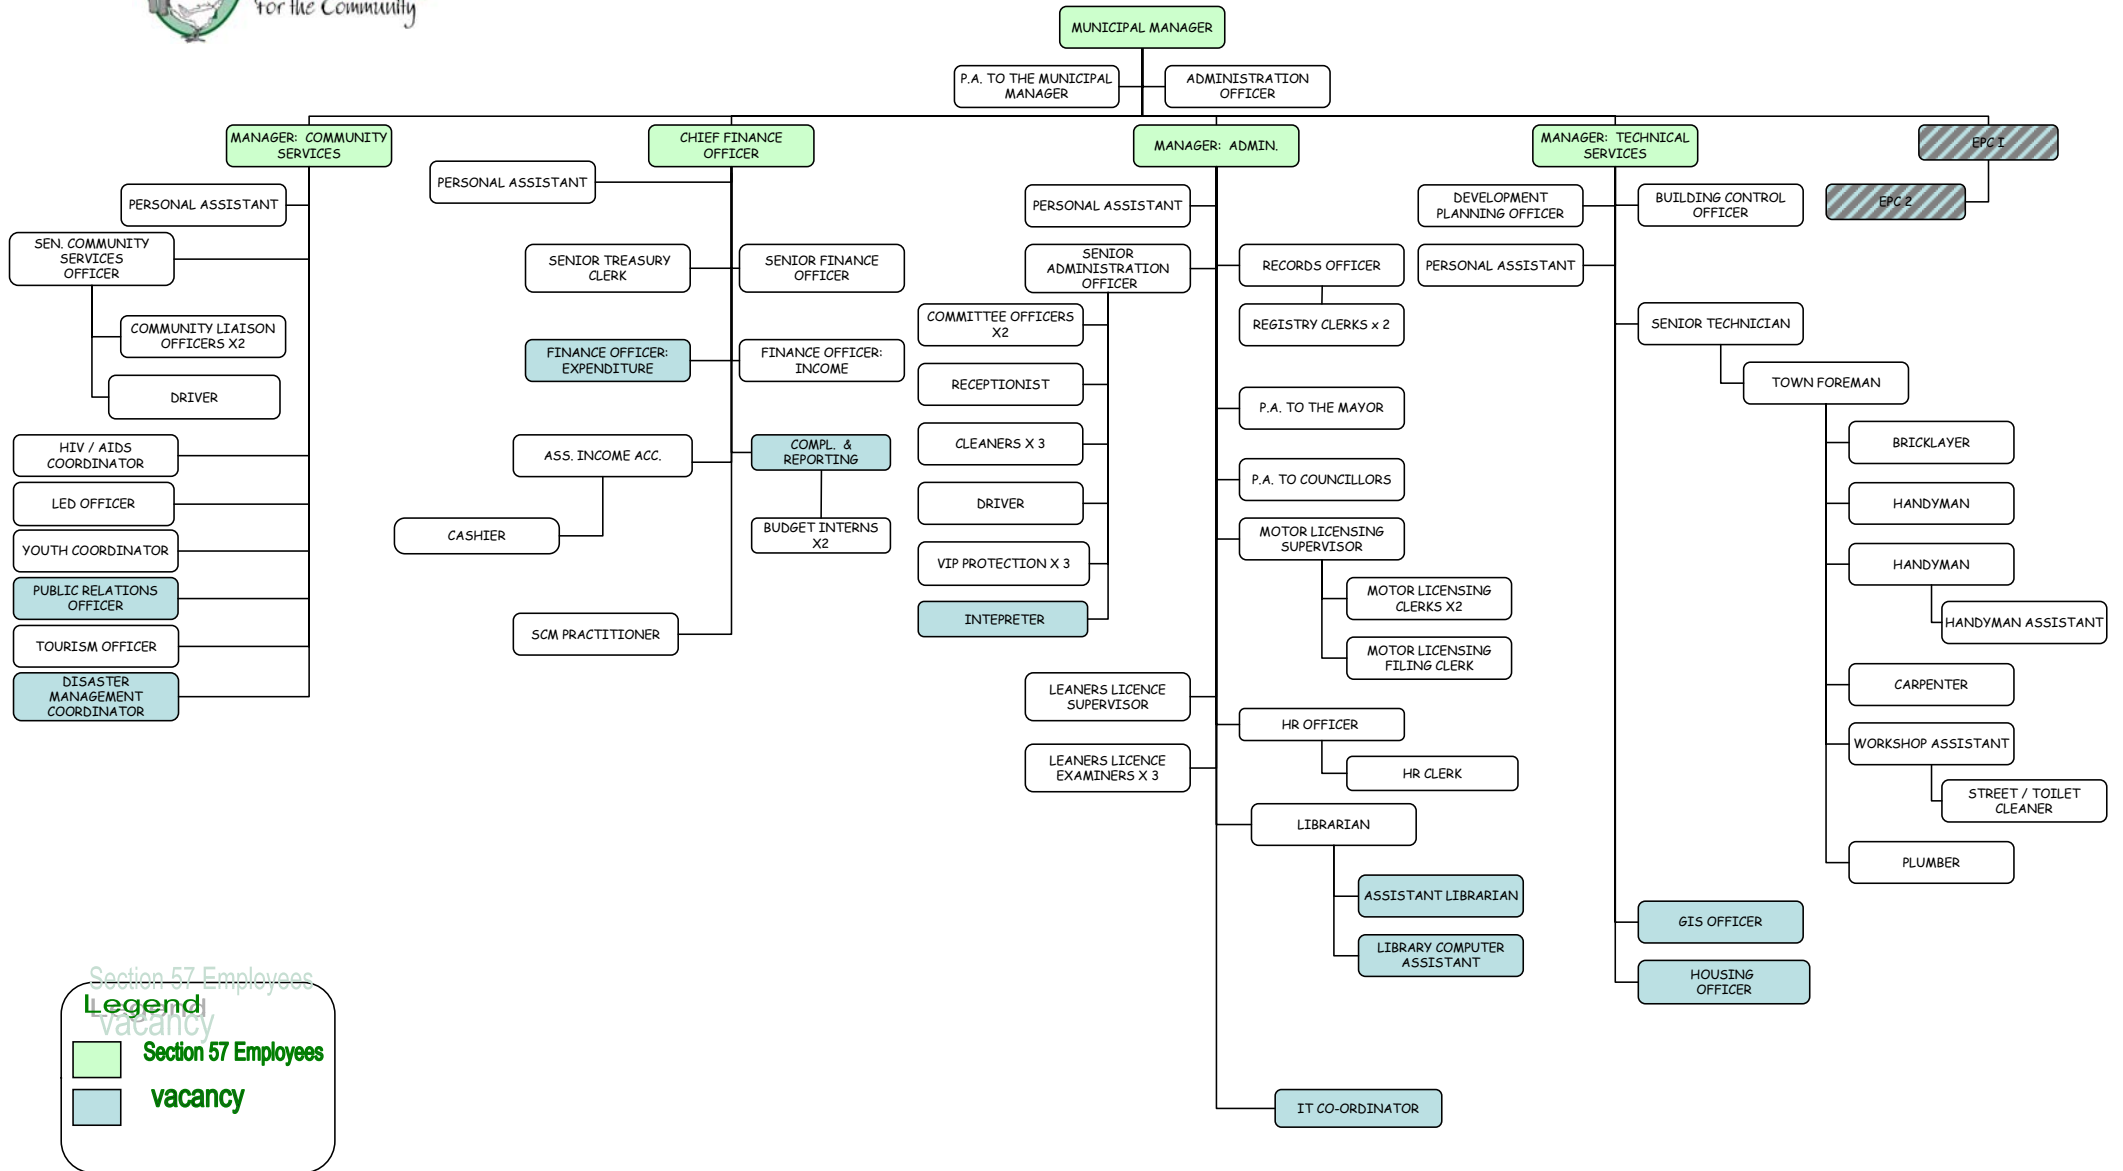 For the Community
MUNICIPAL MANAGER
P.A. TO THE MUNICIPAL
MANAGER
ADMINISTRATION
OFFICER
MANAGER: COMMUNITY
SERVICES
CHIEF FINANCE
OFFICER
MANAGER: ADMIN.
MANAGER: TECHNICAL
SERVICES
EPC I
EPC 2
PERSONAL ASSISTANT
SEN. COMMUNITY
SERVICES
OFFICER
COMMUNITY LIAISON
OFFICERS X2
DRIVER
HIV / AIDS
COORDINATOR
LED OFFICER
YOUTH COORDINATOR
PUBLIC RELATIONS
OFFICER
TOURISM OFFICER
DISASTER
MANAGEMENT
COORDINATOR
PERSONAL ASSISTANT
SENIOR TREASURY
CLERK
SENIOR FINANCE
OFFICER
FINANCE OFFICER:
EXPENDITURE
FINANCE OFFICER:
INCOME
ASS. INCOME ACC.
COMPL. &
REPORTING
CASHIER
BUDGET INTERNS
X2
SCM PRACTITIONER
PERSONAL ASSISTANT
SENIOR
ADMINISTRATION
OFFICER
RECORDS OFFICER
REGISTRY CLERKS x 2
COMMITTEE OFFICERS
X2
RECEPTIONIST
CLEANERS X 3
DRIVER
VIP PROTECTION X 3
INTEPRETER
P.A. TO THE MAYOR
P.A. TO COUNCILLORS
MOTOR LICENSING
SUPERVISOR
MOTOR LICENSING
CLERKS X2
MOTOR LICENSING
FILING CLERK
LEANERS LICENCE
SUPERVISOR
LEANERS LICENCE
EXAMINERS X 3
HR OFFICER
HR CLERK
LIBRARIAN
ASSISTANT LIBRARIAN
LIBRARY COMPUTER
ASSISTANT
IT CO-ORDINATOR
DEVELOPMENT
PLANNING OFFICER
BUILDING CONTROL
OFFICER
PERSONAL ASSISTANT
SENIOR TECHNICIAN
TOWN FOREMAN
BRICKLAYER
HANDYMAN
HANDYMAN
HANDYMAN ASSISTANT
CARPENTER
WORKSHOP ASSISTANT
STREET / TOILET
CLEANER
PLUMBER
GIS OFFICER
HOUSING
OFFICER
Section 57 Employees
Legend
vacancy
Section 57 Employees
vacancy